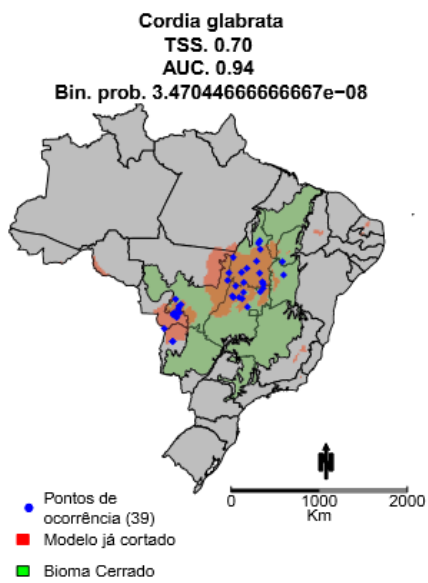 Cordia glabrata
TSS. 0.70
AUC. 0.94
Bin. prob. 3.47044666666667e−08
N
0 1000 2000
Km
Pontos de
ocorrência (39)
Modelo já cortado
Bioma Cerrado